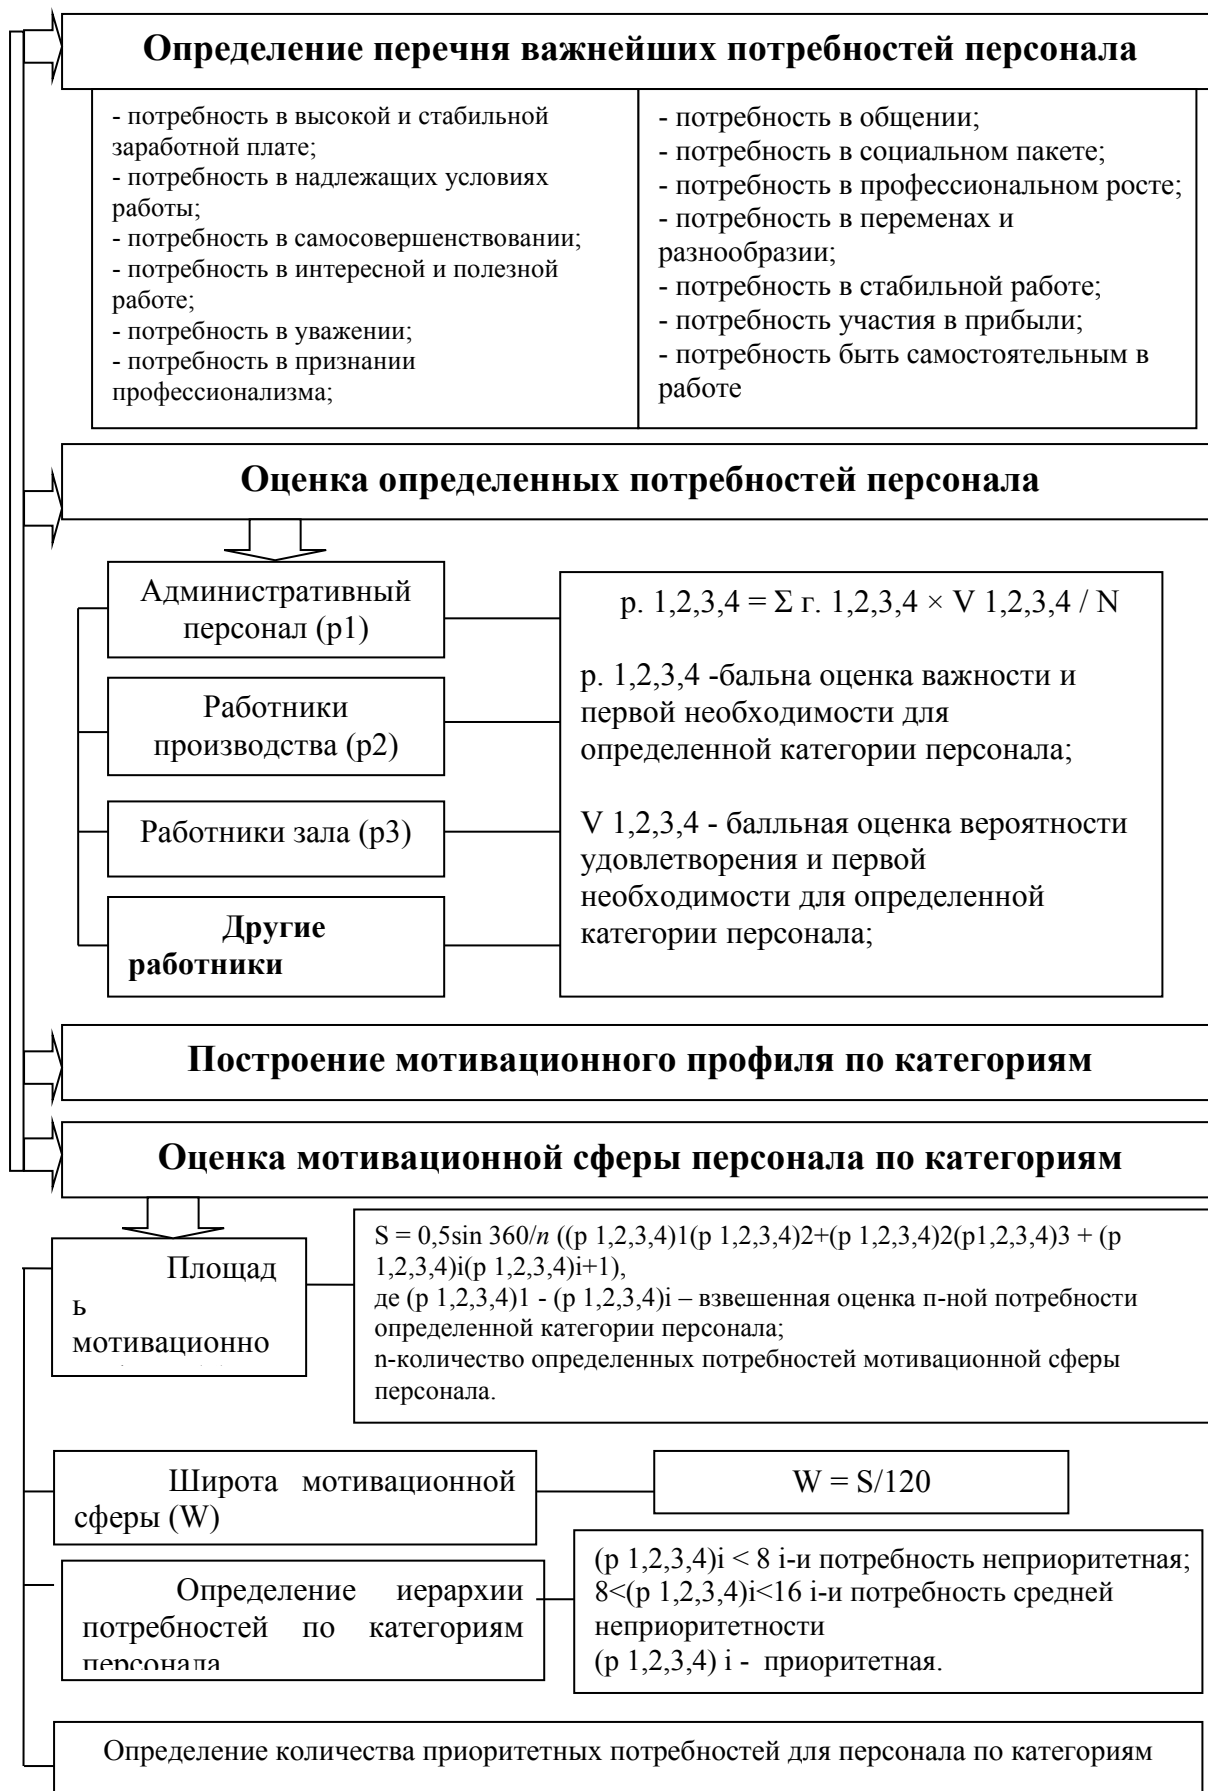 Определение перечня важнейших потребностей персонала
- потребность в высокой и стабильной
заработной плате;
- потребность в надлежащих условиях
работы;
- потребность в самосовершенствовании;
- потребность в интересной и полезной
работе;
- потребность в уважении;
- потребность в признании
профессионализма;
- потребность в общении;
- потребность в социальном пакете;
- потребность в профессиональном росте;
- потребность в переменах и
разнообразии;
- потребность в стабильной работе;
- потребность участия в прибыли;
- потребность быть самостоятельным в
работе
Оценка определенных потребностей персонала
Административный
персонал (р1)
Работники
производства (р2)
Работники зала (р3)
Другие
работники
р. 1,2,3,4 = Σ г. 1,2,3,4 × V 1,2,3,4 / N
р. 1,2,3,4 -бальна оценка важности и
первой необходимости для
определенной категории персонала;
V 1,2,3,4 - балльная оценка вероятности
удовлетворения и первой
необходимости для определенной
категории персонала;
Построение мотивационного профиля по категориям
Оценка мотивационной сферы персонала по категориям
Площад
ь
мотивационно
S = 0,5sin 360/n ((р 1,2,3,4)1(р 1,2,3,4)2+(р 1,2,3,4)2(р1,2,3,4)3 + (р
1,2,3,4)i(р 1,2,3,4)i+1),
де (р 1,2,3,4)1 - (р 1,2,3,4)i – взвешенная оценка п-ной потребности
определенной категории персонала;
n-количество определенных потребностей мотивационной сферы
персонала.
Широта мотивационной
сферы (W)
W = S/120
Определение иерархии
потребностей по категориям
персонала
(р 1,2,3,4)i < 8 i-и потребность неприоритетная;
8<(р 1,2,3,4)i<16 i-и потребность средней
неприоритетности
(р 1,2,3,4) i - приоритетная.
Определение количества приоритетных потребностей для персонала по категориям